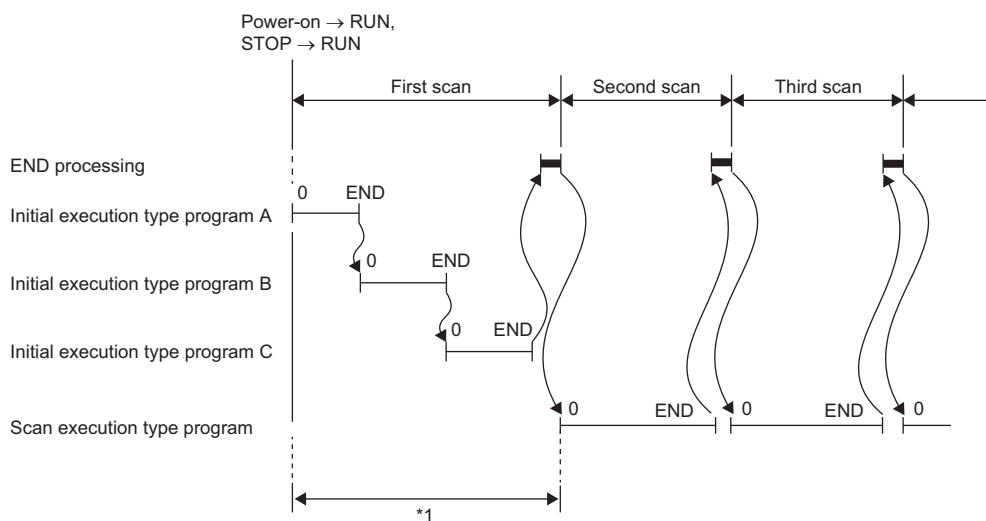 Power-on → RUN,
STOP → RUN
First scan
Second scan
Third scan
END processing
0 END
Initial execution type program A
0 END
Initial execution type program B
0 END
Initial execution type program C
0 END 0 END 0
Scan execution type program
*1